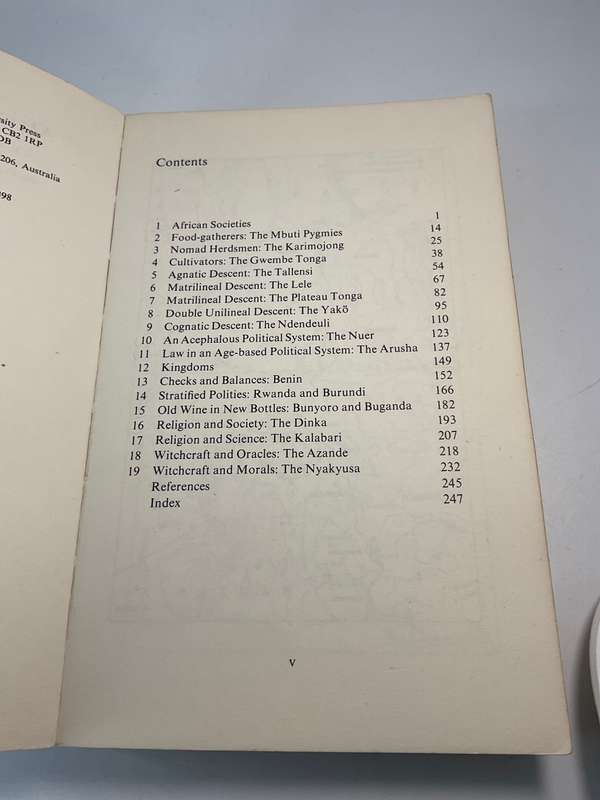 sity Press
CB2 1RP
DB
206, Australia
98
Contents
1 African Societies 1
2 Food-gatherers: The Mbuti Pygmies 14
3 Nomad Herdsmen: The Karimojong 25
4 Cultivators: The Gwembe Tonga 38
5 Agnatic Descent: The Tallensi 54
6 Matrilineal Descent: The Lele 67
7 Matrilineal Descent: The Plateau Tonga 82
8 Double Unilineal Descent: The Yakö 95
9 Cognatic Descent: The Ndendeuli 110
10 An Acephalous Political System: The Nuer 123
11 Law in an Age-based Political System: The Arusha 137
12 Kingdoms 149
13 Checks and Balances: Benin 152
14 Stratified Polities: Rwanda and Burundi 166
15 Old Wine in New Bottles: Bunyoro and Buganda 182
16 Religion and Society: The Dinka 193
17 Religion and Science: The Kalabari 207
18 Witchcraft and Oracles: The Azande 218
19 Witchcraft and Morals: The Nyakyusa 232
References 245
Index 247
V